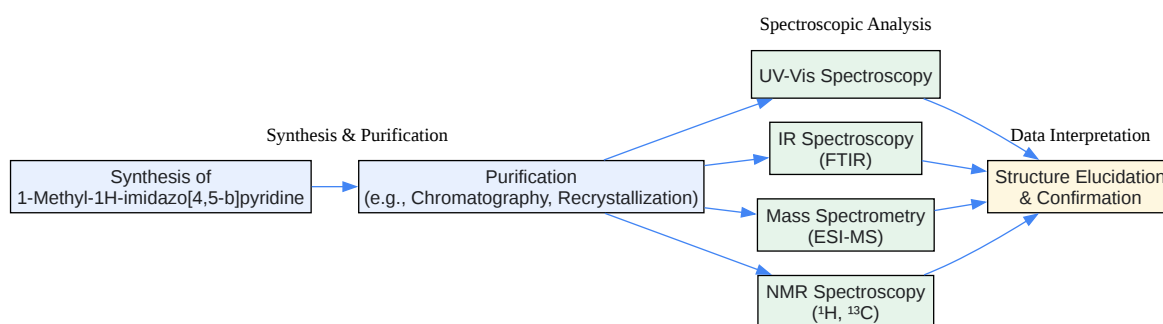 Spectroscopic Analysis
UV-Vis Spectroscopy
Synthesis & Purification
IR Spectroscopy
(FTIR)
Data Interpretation
Synthesis of
1-Methyl-1H-imidazo[4,5-b]pyridine
Purification
(e.g., Chromatography, Recrystallization)
Structure Elucidation
& Confirmation
Mass Spectrometry
(ESI-MS)
NMR Spectroscopy
(¹H, ¹³C)